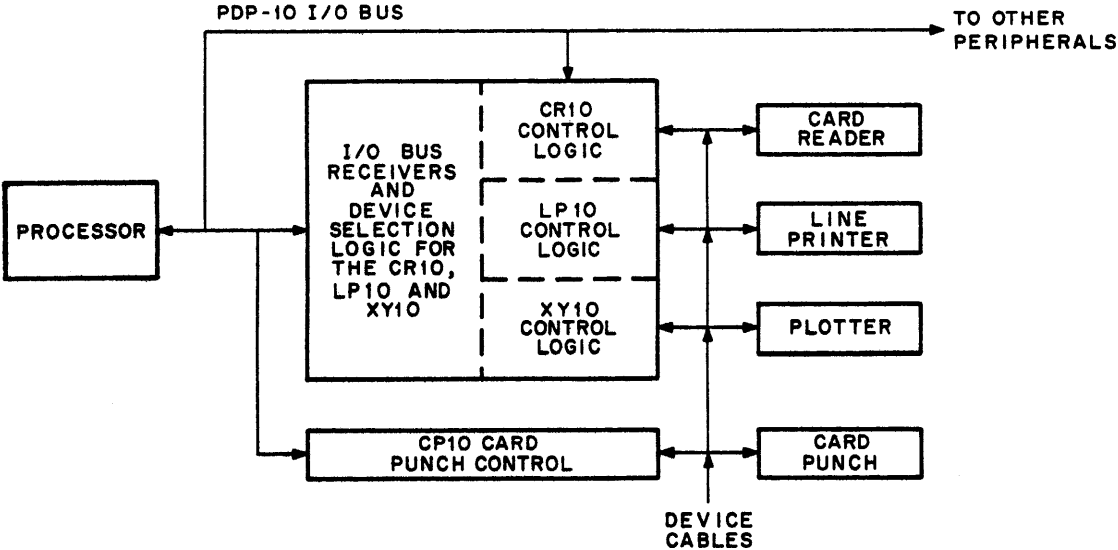 PDP-10 I/O BUS
TO OTHER
PERIPHERALS
PROCESSOR
I/O BUS
RECEIVERS
AND
DEVICE
SELECTION
LOGIC FOR
THE CR10,
LP10 AND
XY10
CR10
CONTROL
LOGIC
LP10
CONTROL
LOGIC
XY10
CONTROL
LOGIC
CARD
READER
LINE
PRINTER
PLOTTER
CP10 CARD
PUNCH CONTROL
CARD
PUNCH
DEVICE
CABLES